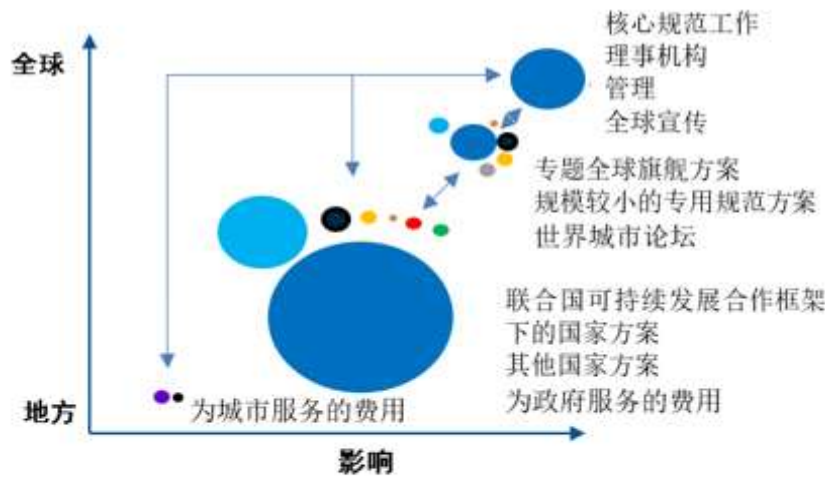 核心规范工作
理事机构
管理
全球宣传
全球
专题全球旗舰方案
规模较小的专用规范方案
世界城市论坛
联合国可持续发展合作框架
下的国家方案
其他国家方案
为政府服务的费用
地方
为城市服务的费用
影响